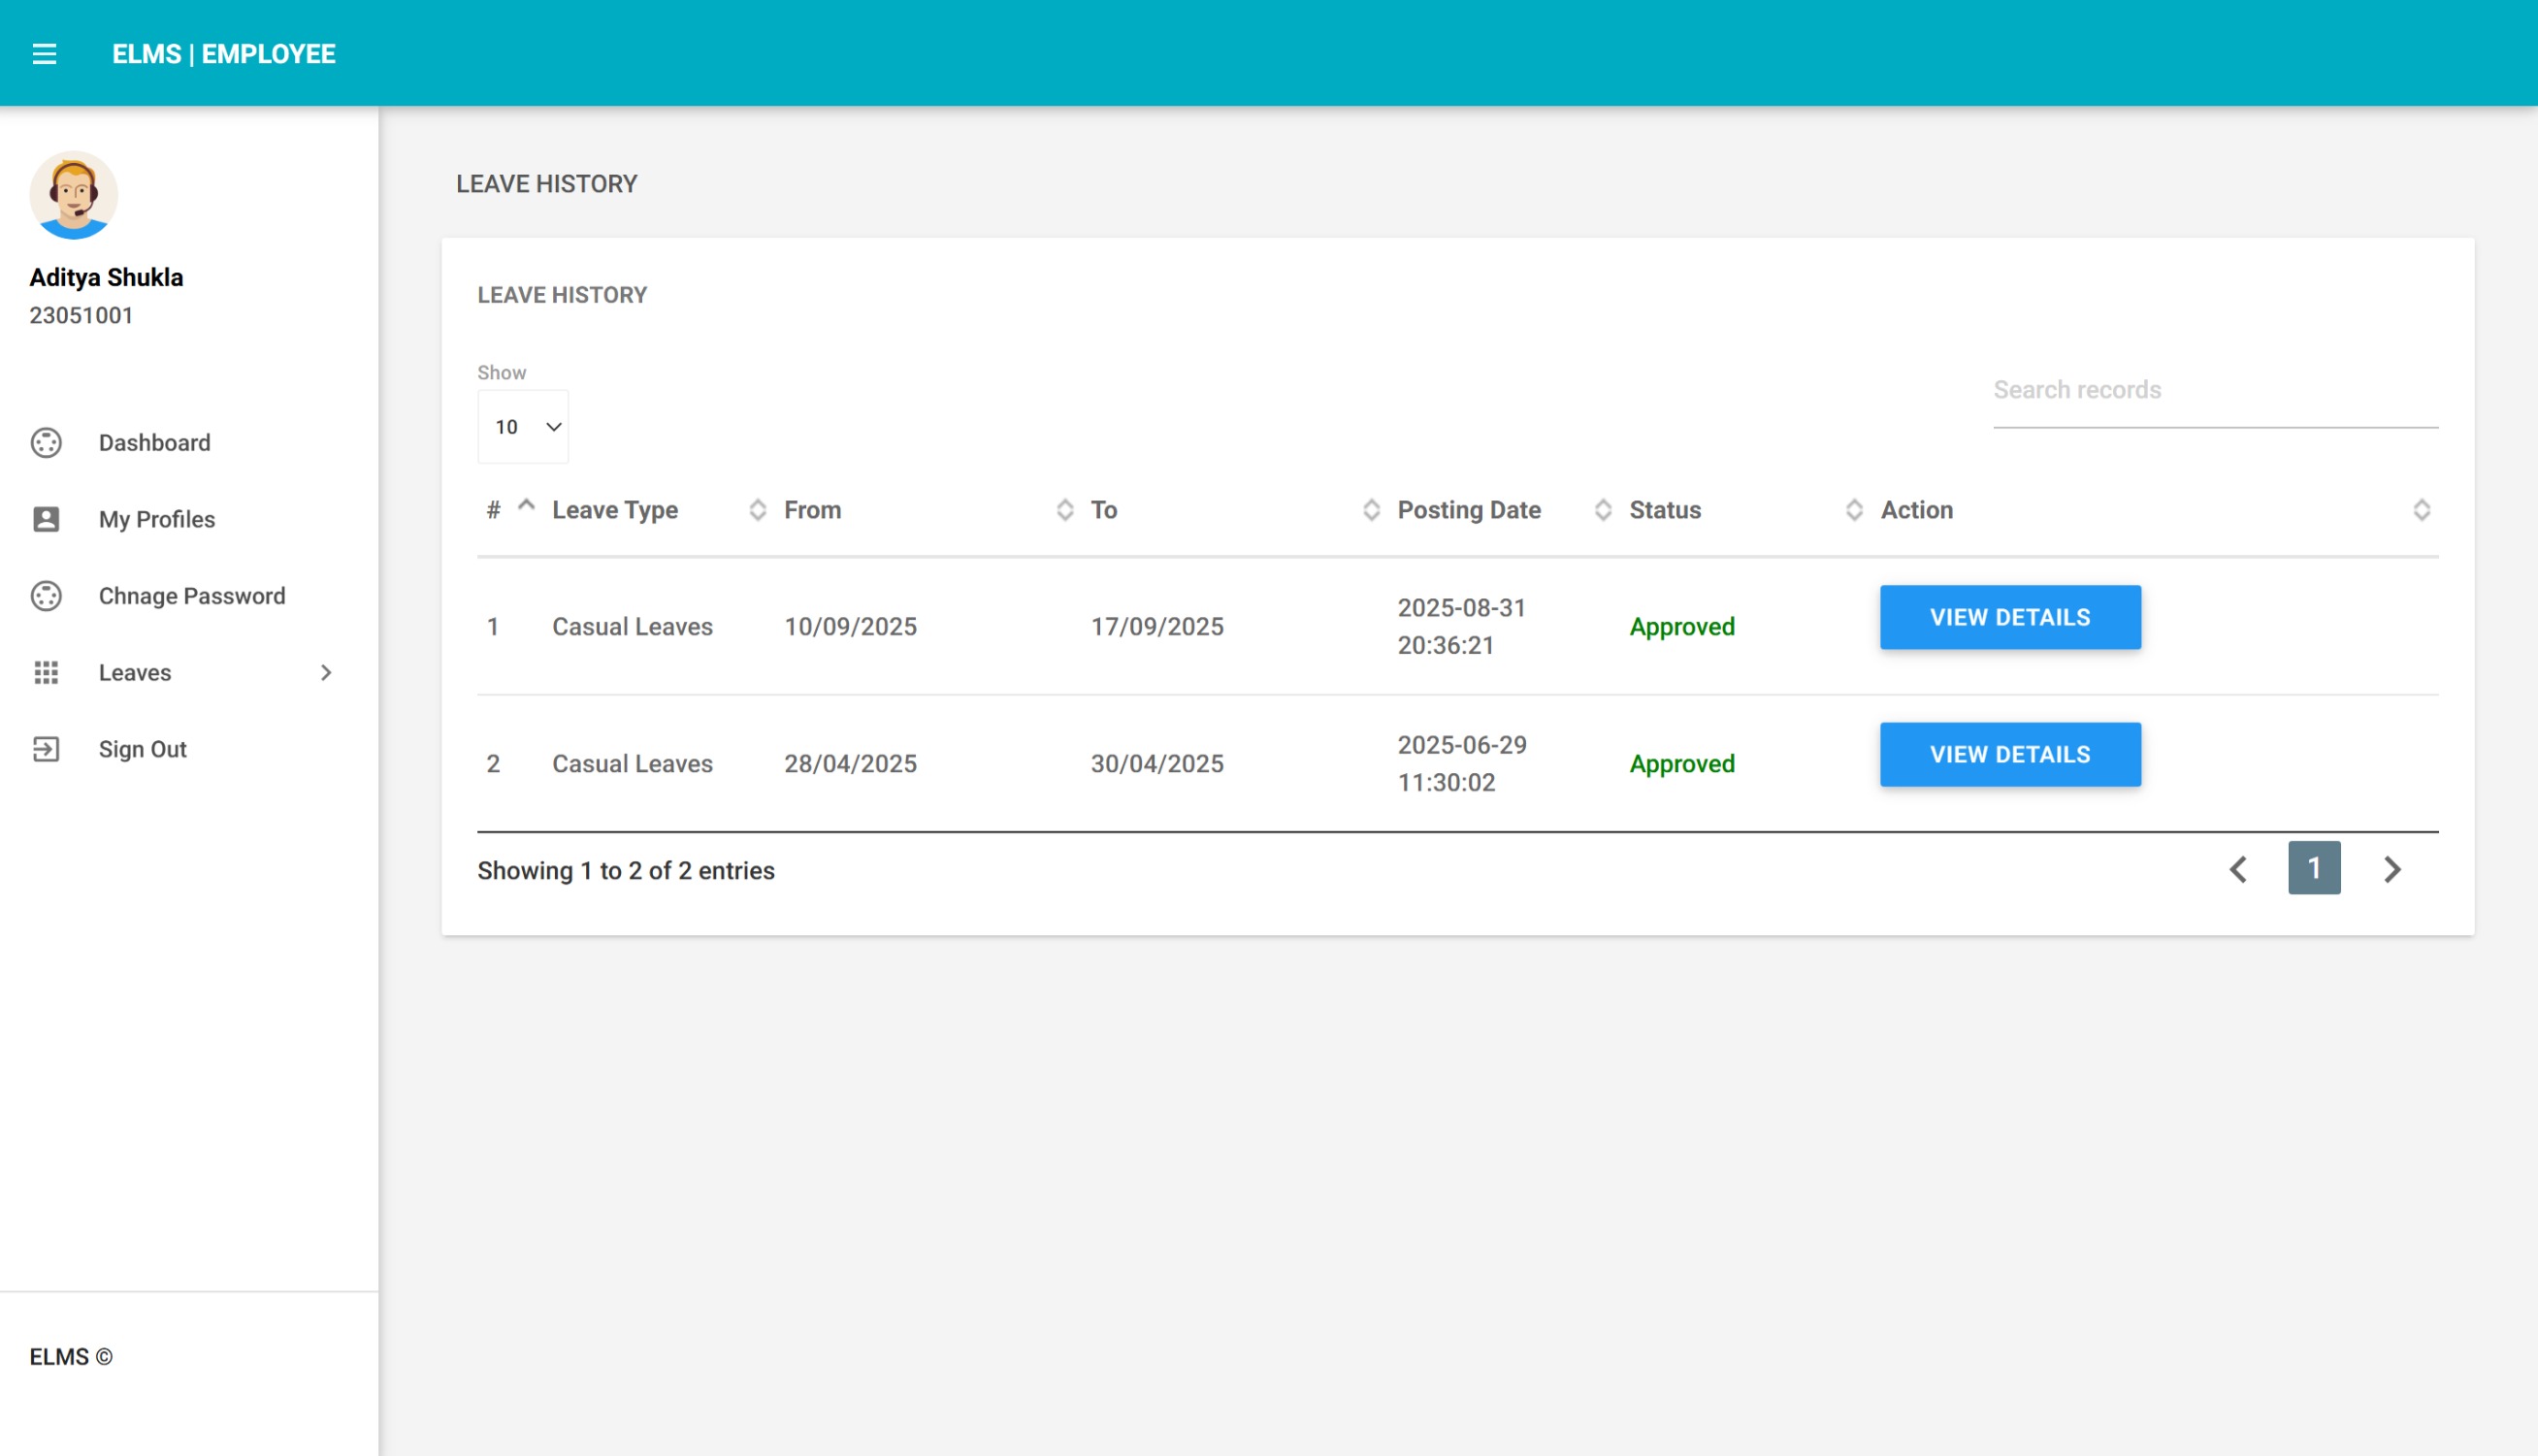 ELMS | EMPLOYEE
Aditya Shukla
23051001
Dashboard
My Profiles
Chnage Password
Leaves
Sign Out
ELMS ©
LEAVE HISTORY
LEAVE HISTORY
Show
10
Search records
# Leave Type From To Posting Date Status Action
1 Casual Leaves 10/09/2025 17/09/2025 2025-08-31 20:36:21 Approved VIEW DETAILS
2 Casual Leaves 28/04/2025 30/04/2025 2025-06-29 11:30:02 Approved VIEW DETAILS
Showing 1 to 2 of 2 entries
1